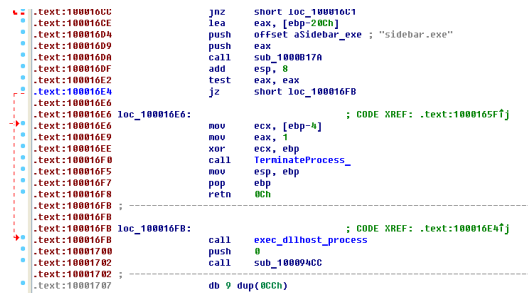 .text:100016CC jnz short loc_100016C1
.text:100016CE lea eax, [ebp-20Ch]
.text:100016D4 push offset aSidebar_exe ; "sidebar.exe"
.text:100016D9 push eax
.text:100016DA call sub_1000B17A
.text:100016DF add esp, 8
.text:100016E2 test eax, eax
.text:100016E4 jz short loc_100016FB
.text:100016E6
.text:100016E6 loc_100016E6: ; CODE XREF: .text:1000165F↑j
.text:100016E6 mov ecx, [ebp-4]
.text:100016E9 mov eax, 1
.text:100016EE xor ecx, ebp
.text:100016F0 call TerminateProcess_
.text:100016F5 mov esp, ebp
.text:100016F7 pop ebp
.text:100016F8 retn 0Ch
.text:100016FB ; ---------------------------------------------------------------------------
.text:100016FB
.text:100016FB loc_100016FB: ; CODE XREF: .text:100016E4↑j
.text:100016FB call exec_dllhost_process
.text:10001700 push 0
.text:10001702 call sub_100094CC
.text:10001702 ; ---------------------------------------------------------------------------
.text:10001707 db 9 dup(0CCh)